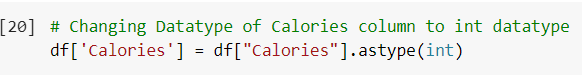 [20] # Changing Datatype of Calories column to int datatype
df['Calories'] = df["Calories"].astype(int)